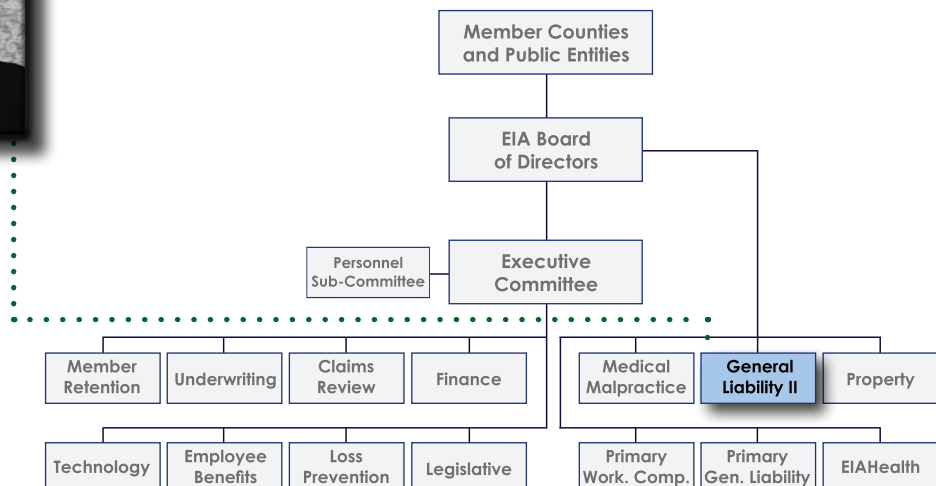 Member Counties
and Public Entities
EIA Board
of Directors
Personnel
Sub-Committee
Executive
Committee
Member
Retention
Underwriting
Claims
Review
Finance
Medical
Malpractice
General
Liability II
Property
Technology
Employee
Benefits
Loss
Prevention
Legislative
Primary
Work. Comp.
Primary
Gen. Liability
EIAHealth